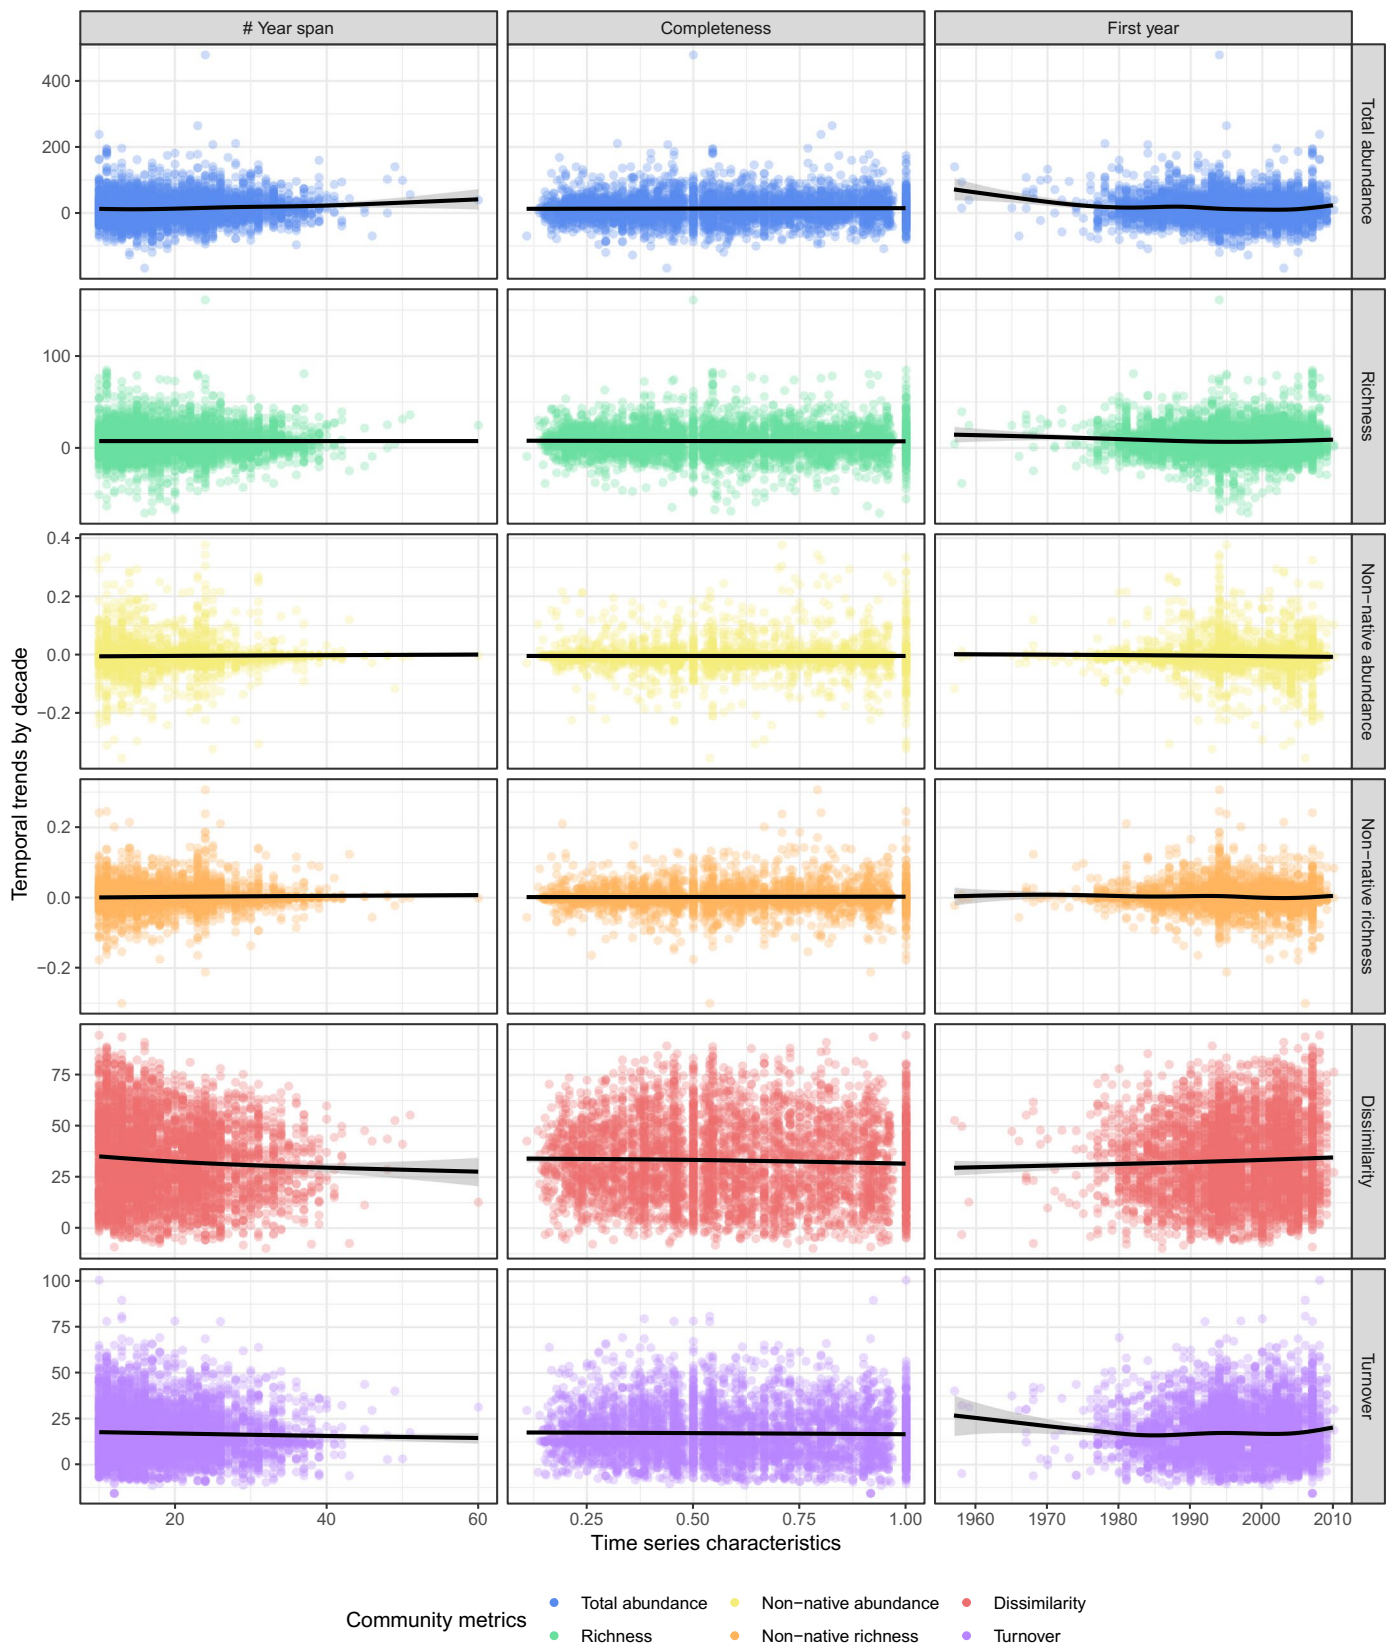 # Year span
Completeness
First year
400
200
0
Total abundance
100
0
Richness
0.4
0.2
0.0
−0.2
Non−native abundance
0.2
0.0
−0.2
Non−native richness
75
50
25
0
Dissimilarity
100
75
50
25
0
Turnover
Temporal trends by decade
20 40 60
0.25 0.50 0.75 1.00
1960 1970 1980 1990 2000 2010
Time series characteristics
Community metrics
Total abundance Non−native abundance Dissimilarity
Richness Non−native richness Turnover